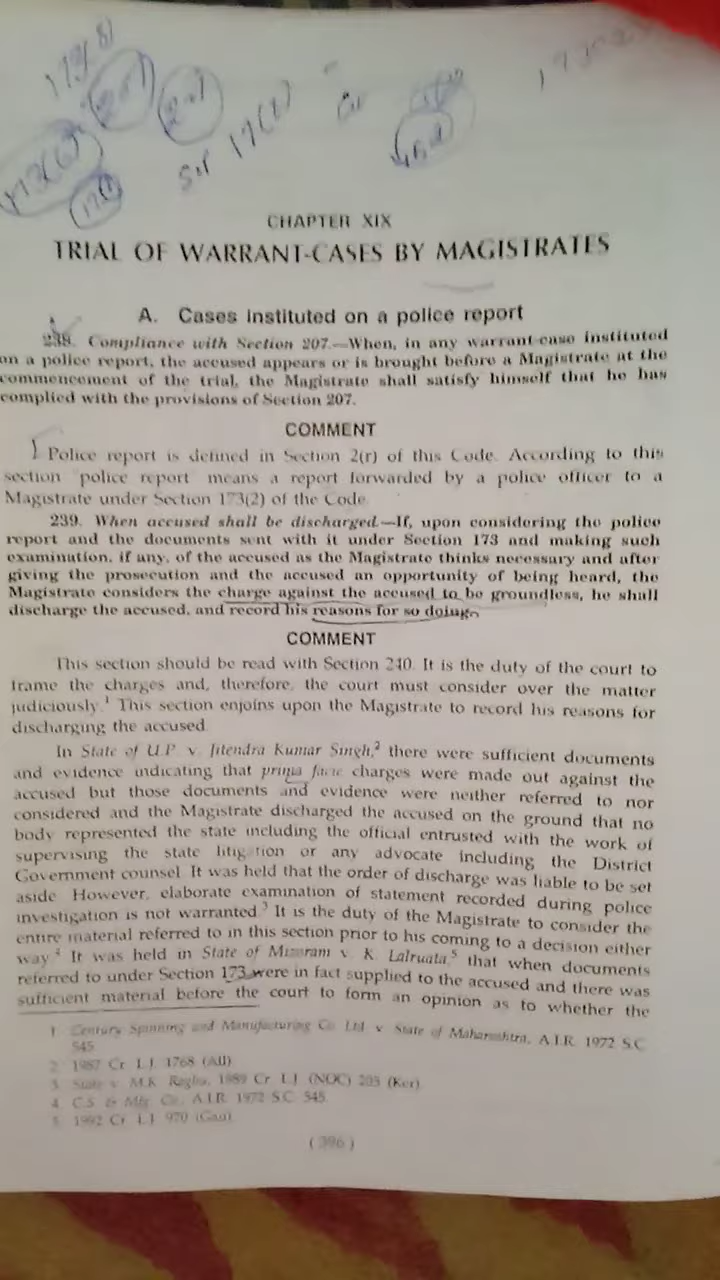 173(8)
2(r)
173(2)
CHAPTER XIX
TRIAL OF WARRANT-CASES BY MAGISTRATES
A. Cases instituted on a police report
238. Compliance with Section 207.—When, in any warrant-case instituted
on a police report, the accused appears or is brought before a Magistrate at the
commencement of the trial, the Magistrate shall satisfy himself that he has
complied with the provisions of Section 207.
COMMENT
Police report is defined in Section 2(r) of this Code. According to this
section police report means a report forwarded by a police officer to a
Magistrate under Section 173(2) of the Code.
239. When accused shall be discharged.—If, upon considering the police
report and the documents sent with it under Section 173 and making such
examination, if any, of the accused as the Magistrate thinks necessary and after
giving the prosecution and the accused an opportunity of being heard, the
Magistrate considers the charge against the accused to be groundless, he shall
discharge the accused, and record his reasons for so doing.
COMMENT
This section should be read with Section 240. It is the duty of the court to
frame the charges and, therefore, the court must consider over the matter
judiciously.1 This section enjoins upon the Magistrate to record his reasons for
discharging the accused.
In State of U.P. v. Jitendra Kumar Singh,2 there were sufficient documents
and evidence indicating that prima facie charges were made out against the
accused but those documents and evidence were neither referred to nor
considered and the Magistrate discharged the accused on the ground that no
body represented the state including the official entrusted with the work of
supervising the state litigation or any advocate including the District
Government counsel. It was held that the order of discharge was liable to be set
aside. However, elaborate examination of statement recorded during police
investigation is not warranted.3 It is the duty of the Magistrate to consider the
entire material referred to in this section prior to his coming to a decision either
way.4 It was held in State of Mizoram v. K. Lalruata,5 that when documents
referred to under Section 173 were in fact supplied to the accused and there was
sufficient material before the court to form an opinion as to whether the
1. Century Spinning and Manufacturing Co. Ltd. v. State of Maharashtra, A.I.R. 1972 S.C.
545.
2. 1987 Cr. L.J. 1768 (All).
3. State v. M.K. 1989 Cr. L.J. (NOC) 205 (Ker).
4. C.S. & Mfg. Co., A.I.R. 1972 S.C. 545.
5. 1992 Cr. L.J. 970 (Gau).
(396)